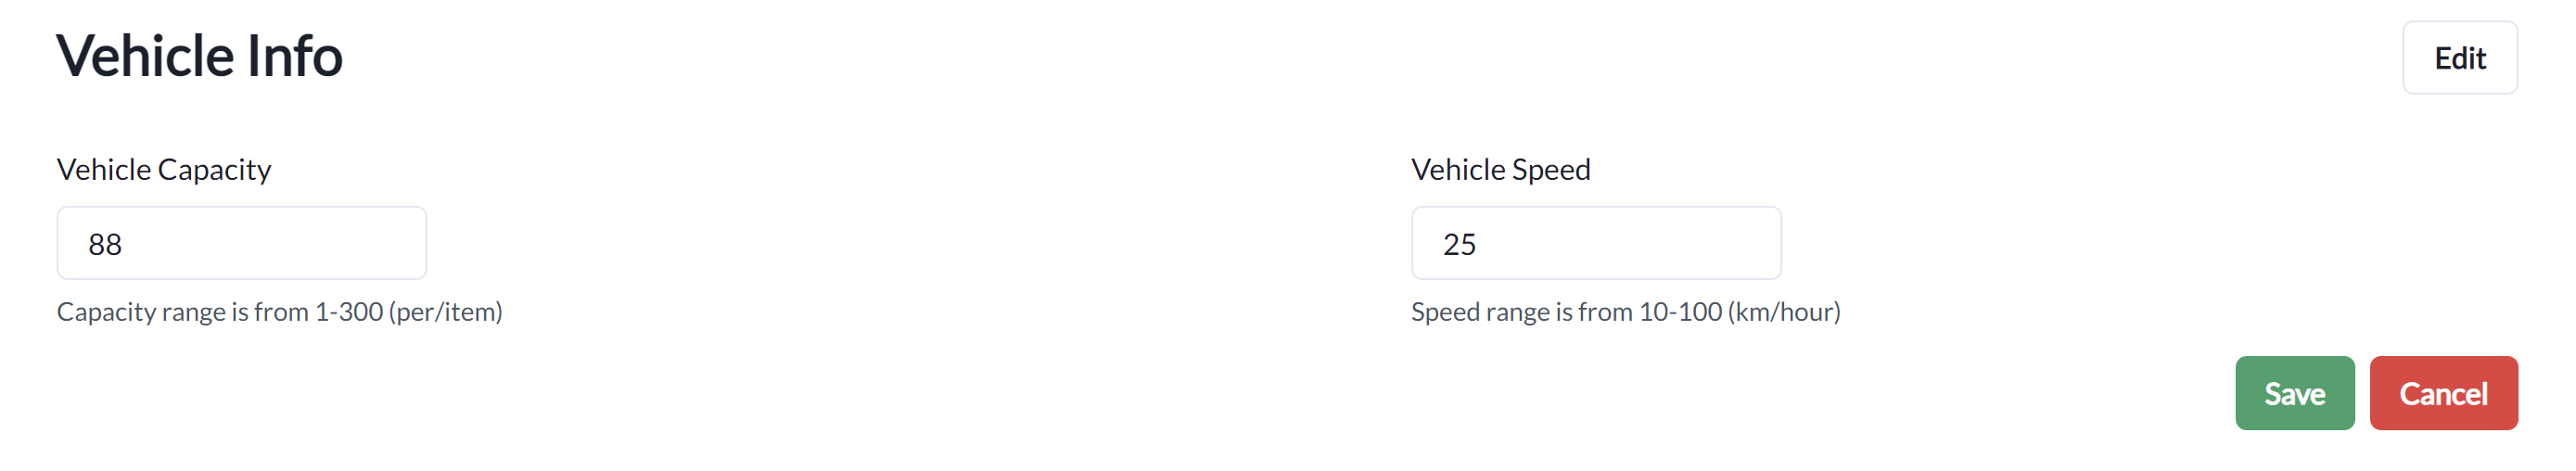 Vehicle Info
Edit
Vehicle Capacity
88
Capacity range is from 1-300 (per/item)
Vehicle Speed
25
Speed range is from 10-100 (km/hour)
Save
Cancel